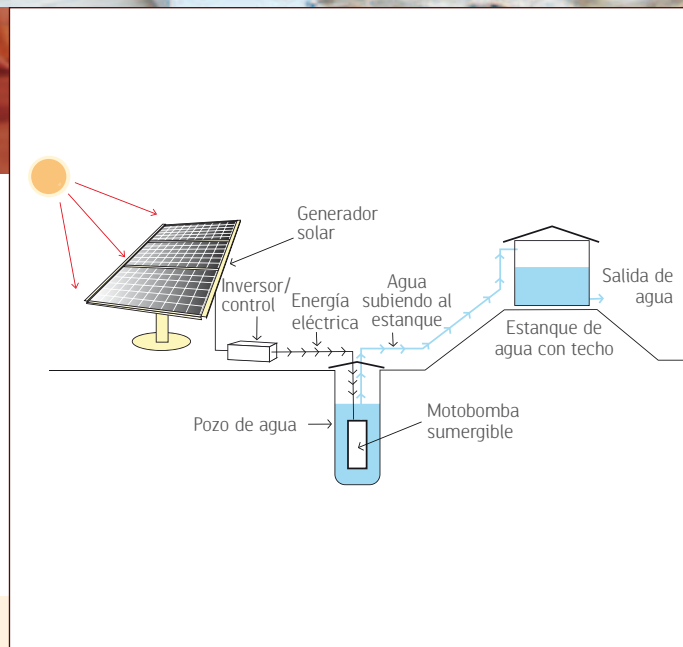 Generador
solar
Inversor/
control
Energía
eléctrica
Agua
subiendo al
estanque
Salida de
agua
Estanque de
agua con techo
Pozo de agua
Motobomba
sumergible